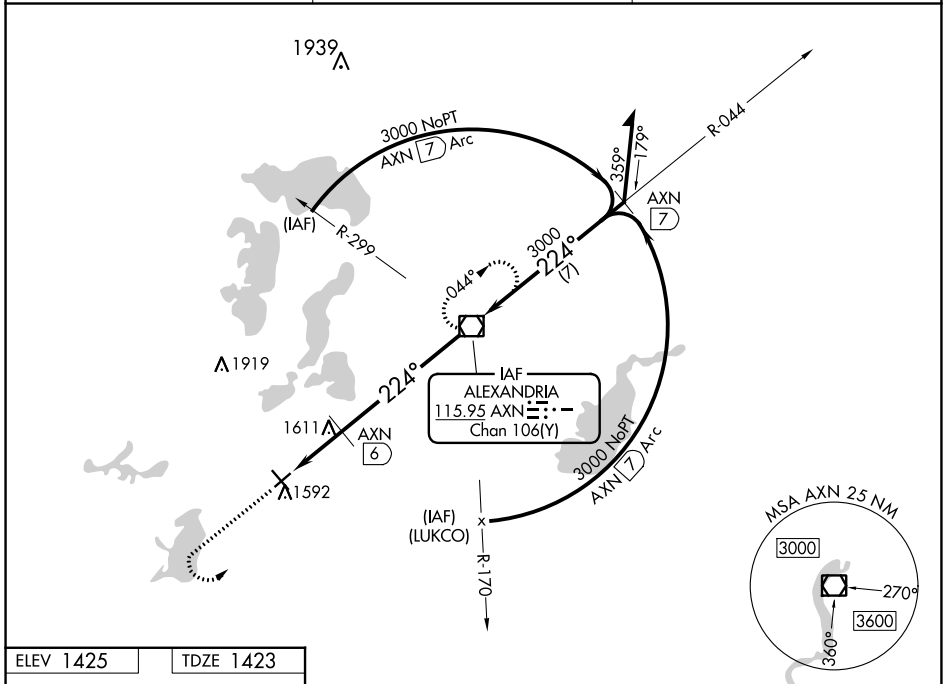 1939
3000 NoPT
AXN 7 Arc
R-044
359°
179°
AXN
7
(IAF)
R-299
3000
224°
(7)
044°
1919
224°
IAF
ALEXANDRIA
115.95 AXN
Chan 106(Y)
1611
AXN
6
1592
3000 NoPT
AXN 7 Arc
(IAF)
(LUKCO)
R-170
MSA AXN 25 NM
3000
270°
3600
360°
ELEV 1425
TDZE 1423